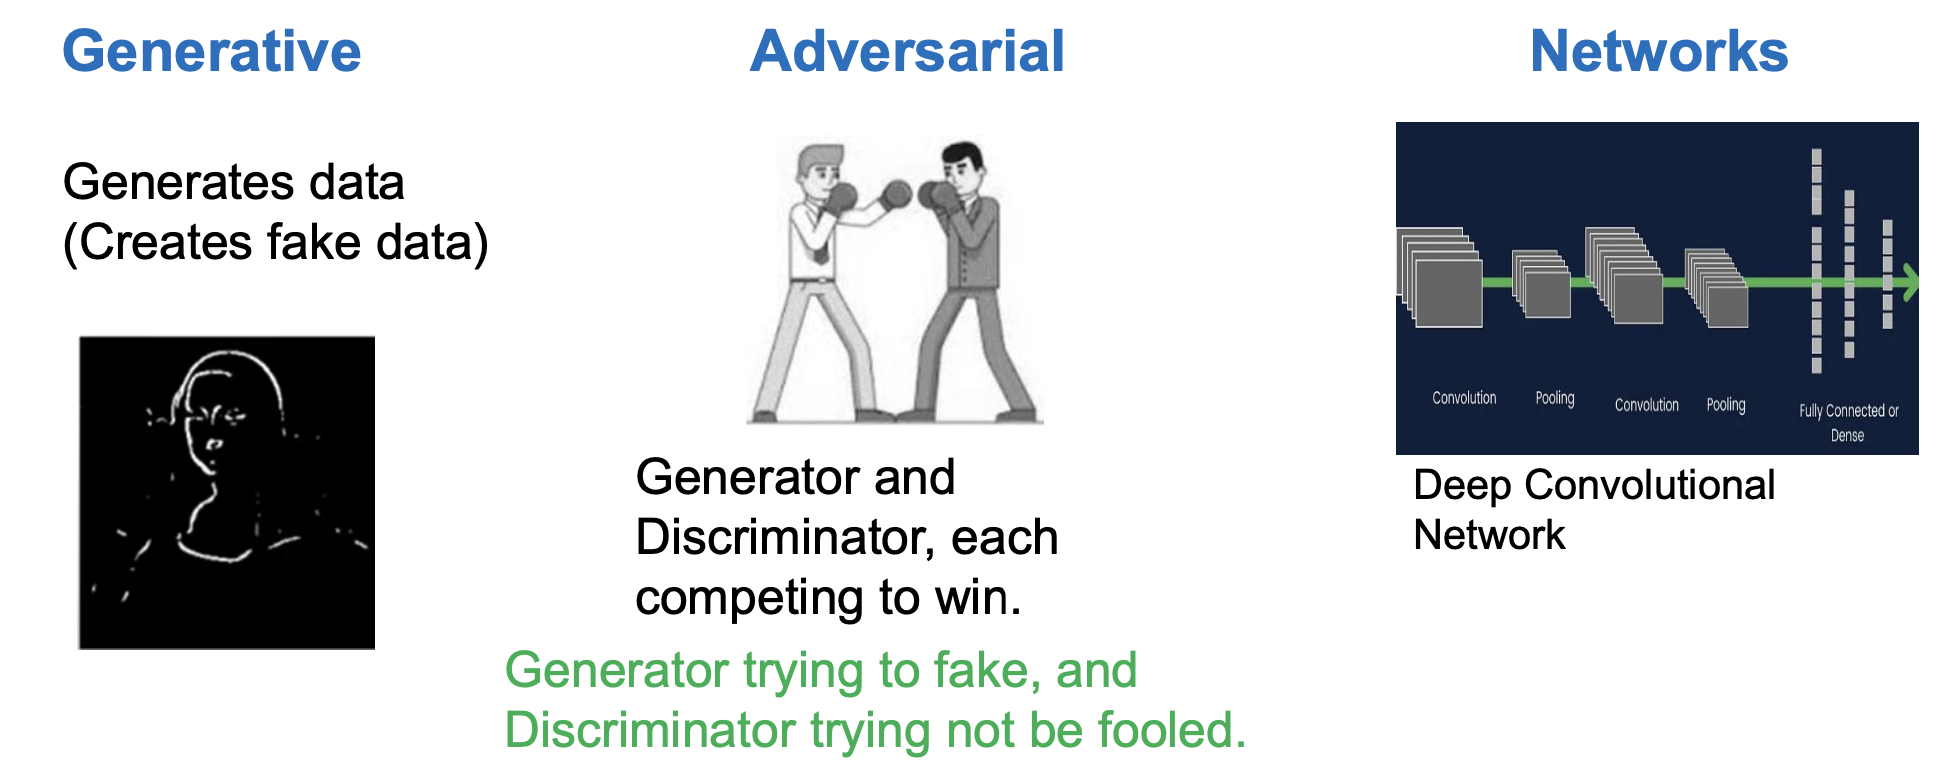 Generative
Adversarial
Networks
Generates data
(Creates fake data)
Generator and
Discriminator, each
competing to win.
Generator trying to fake, and
Discriminator trying not be fooled.
Convolution
Pooling
Convolution
Pooling
Fully Connected or
Dense
Deep Convolutional
Network